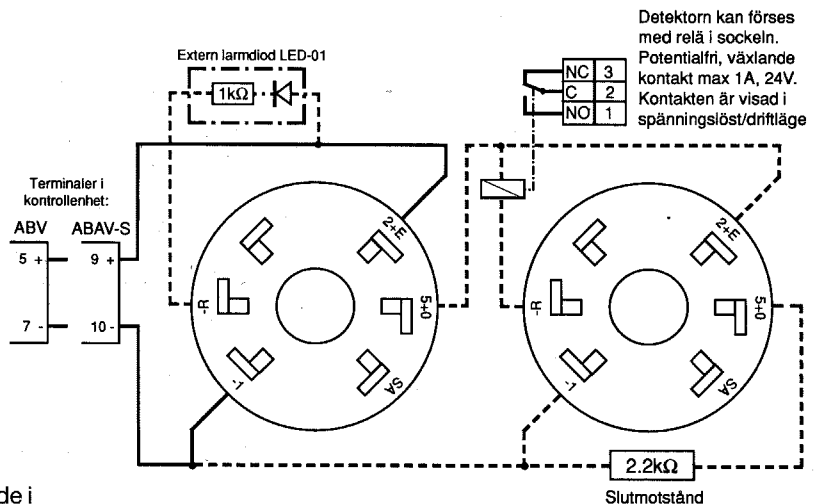 Detektorn kan förses
med relä i sockeln.
Potentialfri, växlande
kontakt max 1A, 24V.
Kontakten är visad i
spänningslöst/driftläge
Extern larmdiod LED-01
1kΩ
NC 3
C 2
NO 1
Terminaler i
kontrollenhet:
ABV ABAV-S
5 + 9 +
7 - 10 -
2+E
5+0
SA
-1
-R
2+E
5+0
SA
-1
-R
2.2kΩ
Slutmotstånd
de i